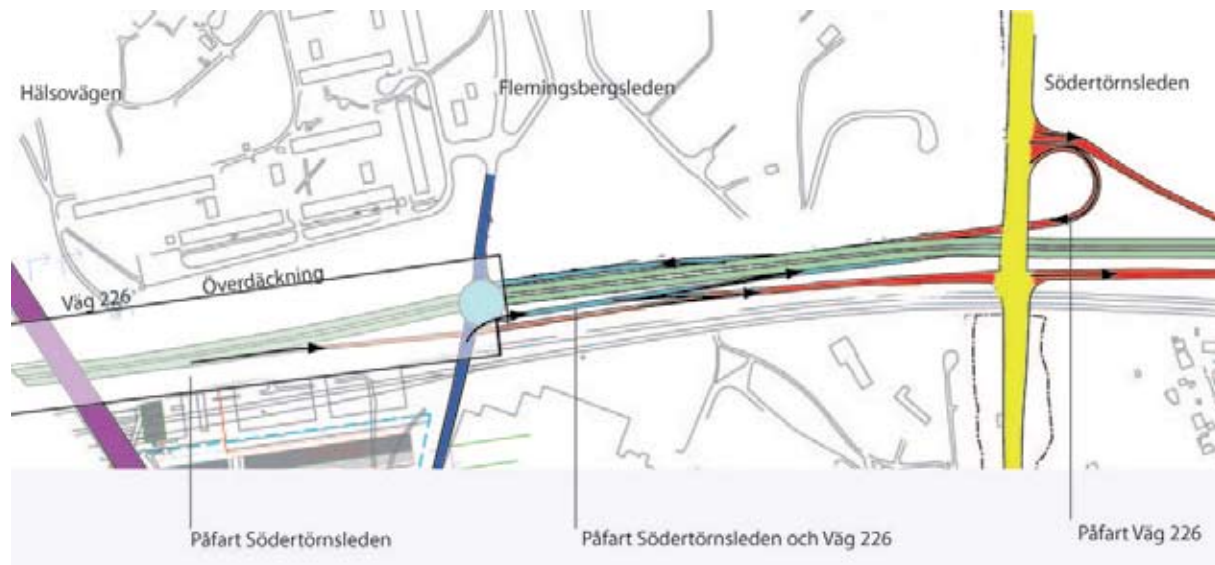 Hälsovägen
Flemingsbergsleden
Södertörnsleden
Överdäckning
Väg 226
Påfart Södertörnsleden
Påfart Södertörnsleden och Väg 226
Påfart Väg 226